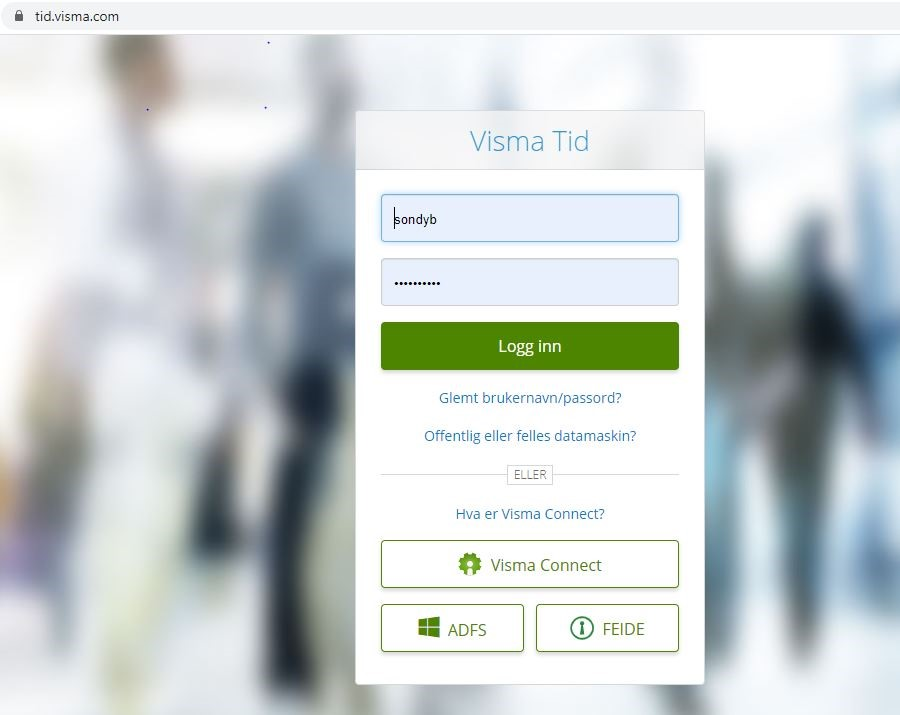 tid.visma.com
Visma Tid
sondyb
••••••••••
Logg inn
Glemt brukernavn/passord?
Offentlig eller felles datamaskin?
ELLER
Hva er Visma Connect?
Visma Connect
ADFS
FEIDE